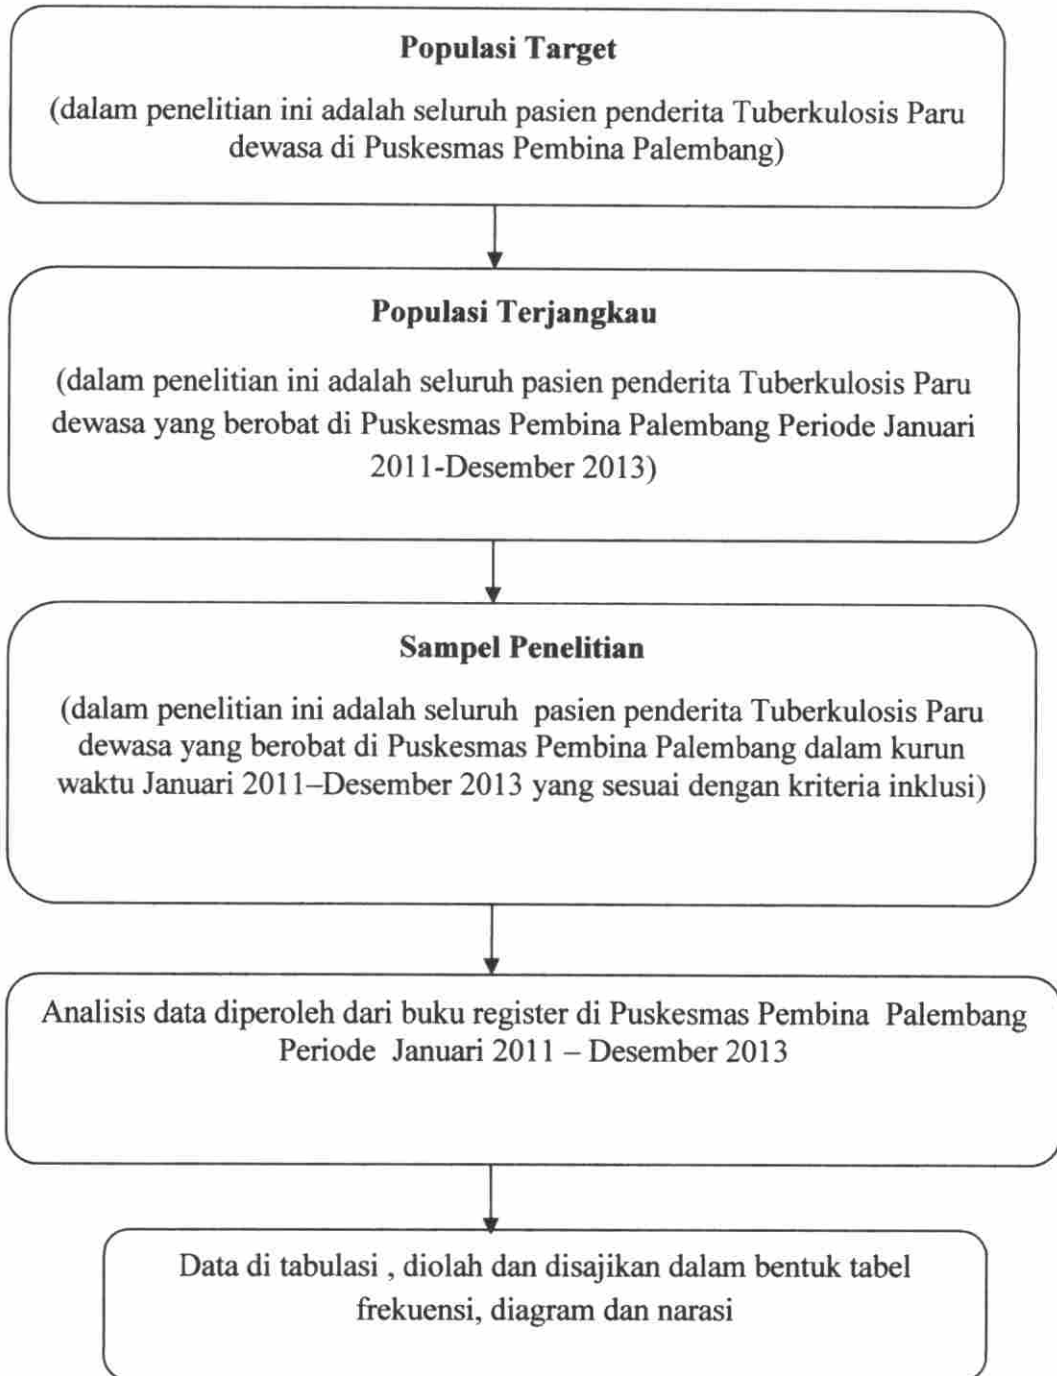 Populasi Target
(dalam penelitian ini adalah seluruh pasien penderita Tuberkulosis Paru
dewasa di Puskesmas Pembina Palembang)
Populasi Terjangkau
(dalam penelitian ini adalah seluruh pasien penderita Tuberkulosis Paru
dewasa yang berobat di Puskesmas Pembina Palembang Periode Januari
2011-Desember 2013)
Sampel Penelitian
(dalam penelitian ini adalah seluruh pasien penderita Tuberkulosis Paru
dewasa yang berobat di Puskesmas Pembina Palembang dalam kurun
waktu Januari 2011–Desember 2013 yang sesuai dengan kriteria inklusi)
Analisis data diperoleh dari buku register di Puskesmas Pembina Palembang
Periode Januari 2011 – Desember 2013
Data di tabulasi , diolah dan disajikan dalam bentuk tabel
frekuensi, diagram dan narasi